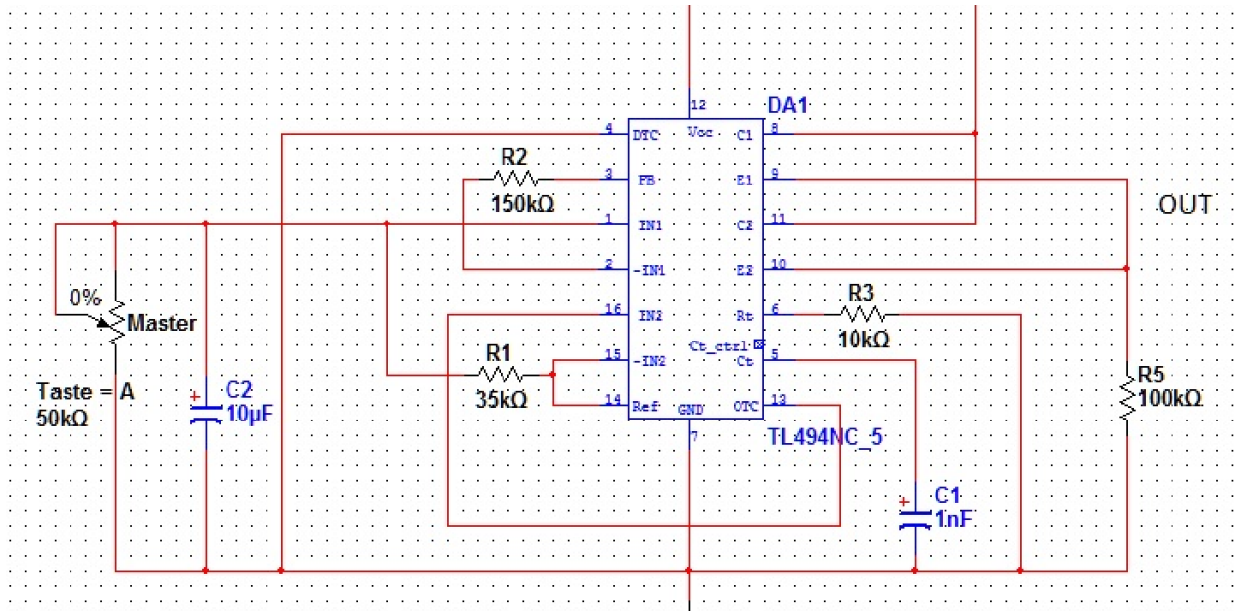 12
DA1
4 DTC Vcc C1 8
R2
3 FB E1 9
150kΩ
OUT
1 IN1 C2 11
2 -IN1 E2 10
R3
0%
16 IN2 Rt 6
Master
10kΩ
Ct_ctrl
R1
15 -IN2 Ct 5
R5
Taste = A
C2
35kΩ
100kΩ
50kΩ
10µF
14 Ref GND OTC 13
7
TL494NC_5
C1
1nF